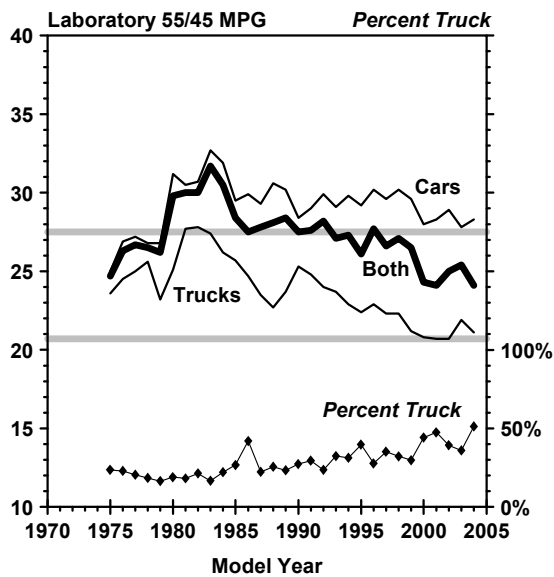 Laboratory 55/45 MPG Percent Truck
40
35
30
25
20
15
10
100%
50%
0%
Cars
Both
Trucks
Percent Truck
1970 1975 1980 1985 1990 1995 2000 2005
Model Year